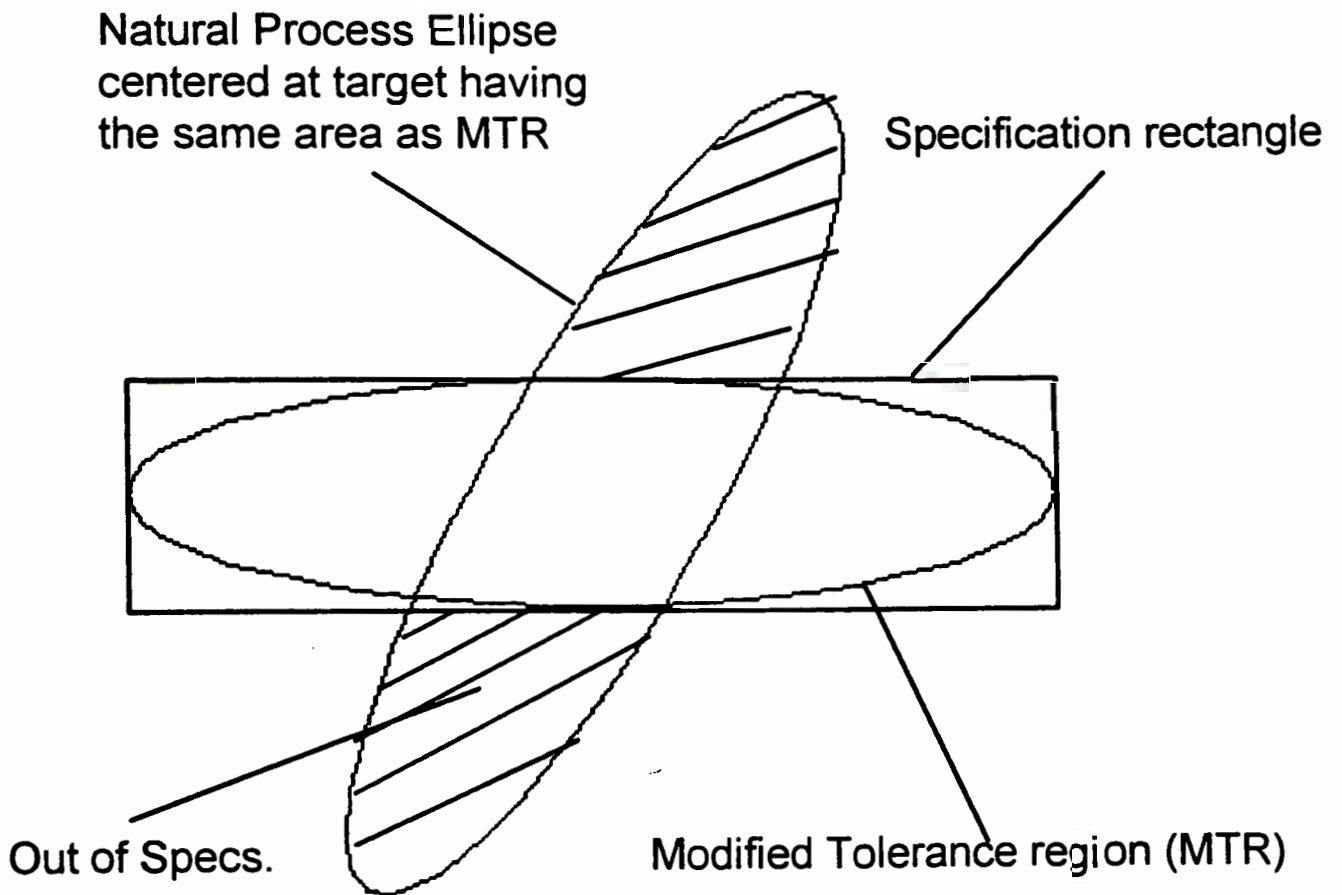 Natural Process Ellipse
centered at target having
the same area as MTR
Specification rectangle
Out of Specs.
Modified Tolerance region (MTR)